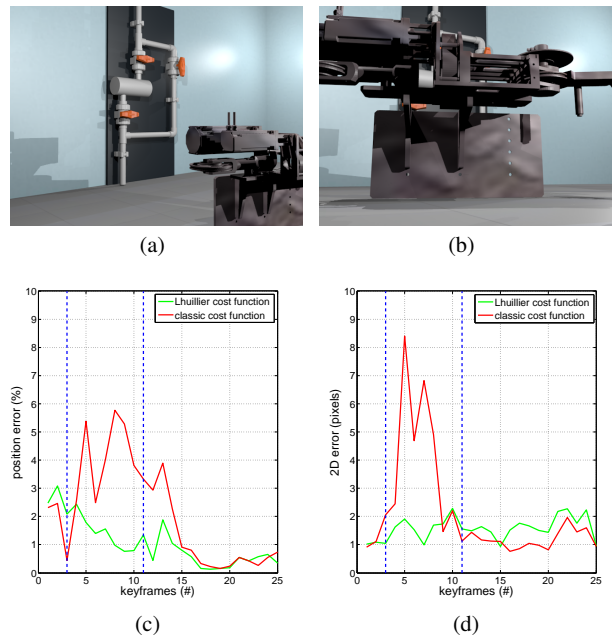 (a)
(b)
10
9
8
7
6
5
4
3
2
1
0
position error (%)
Lhuillier cost function
classic cost function
0
5
10
15
20
25
keyframes (#)
(c)
10
9
8
7
6
5
4
3
2
1
0
2D error (pixels)
Lhuillier cost function
classic cost function
0
5
10
15
20
25
keyframes (#)
(d)